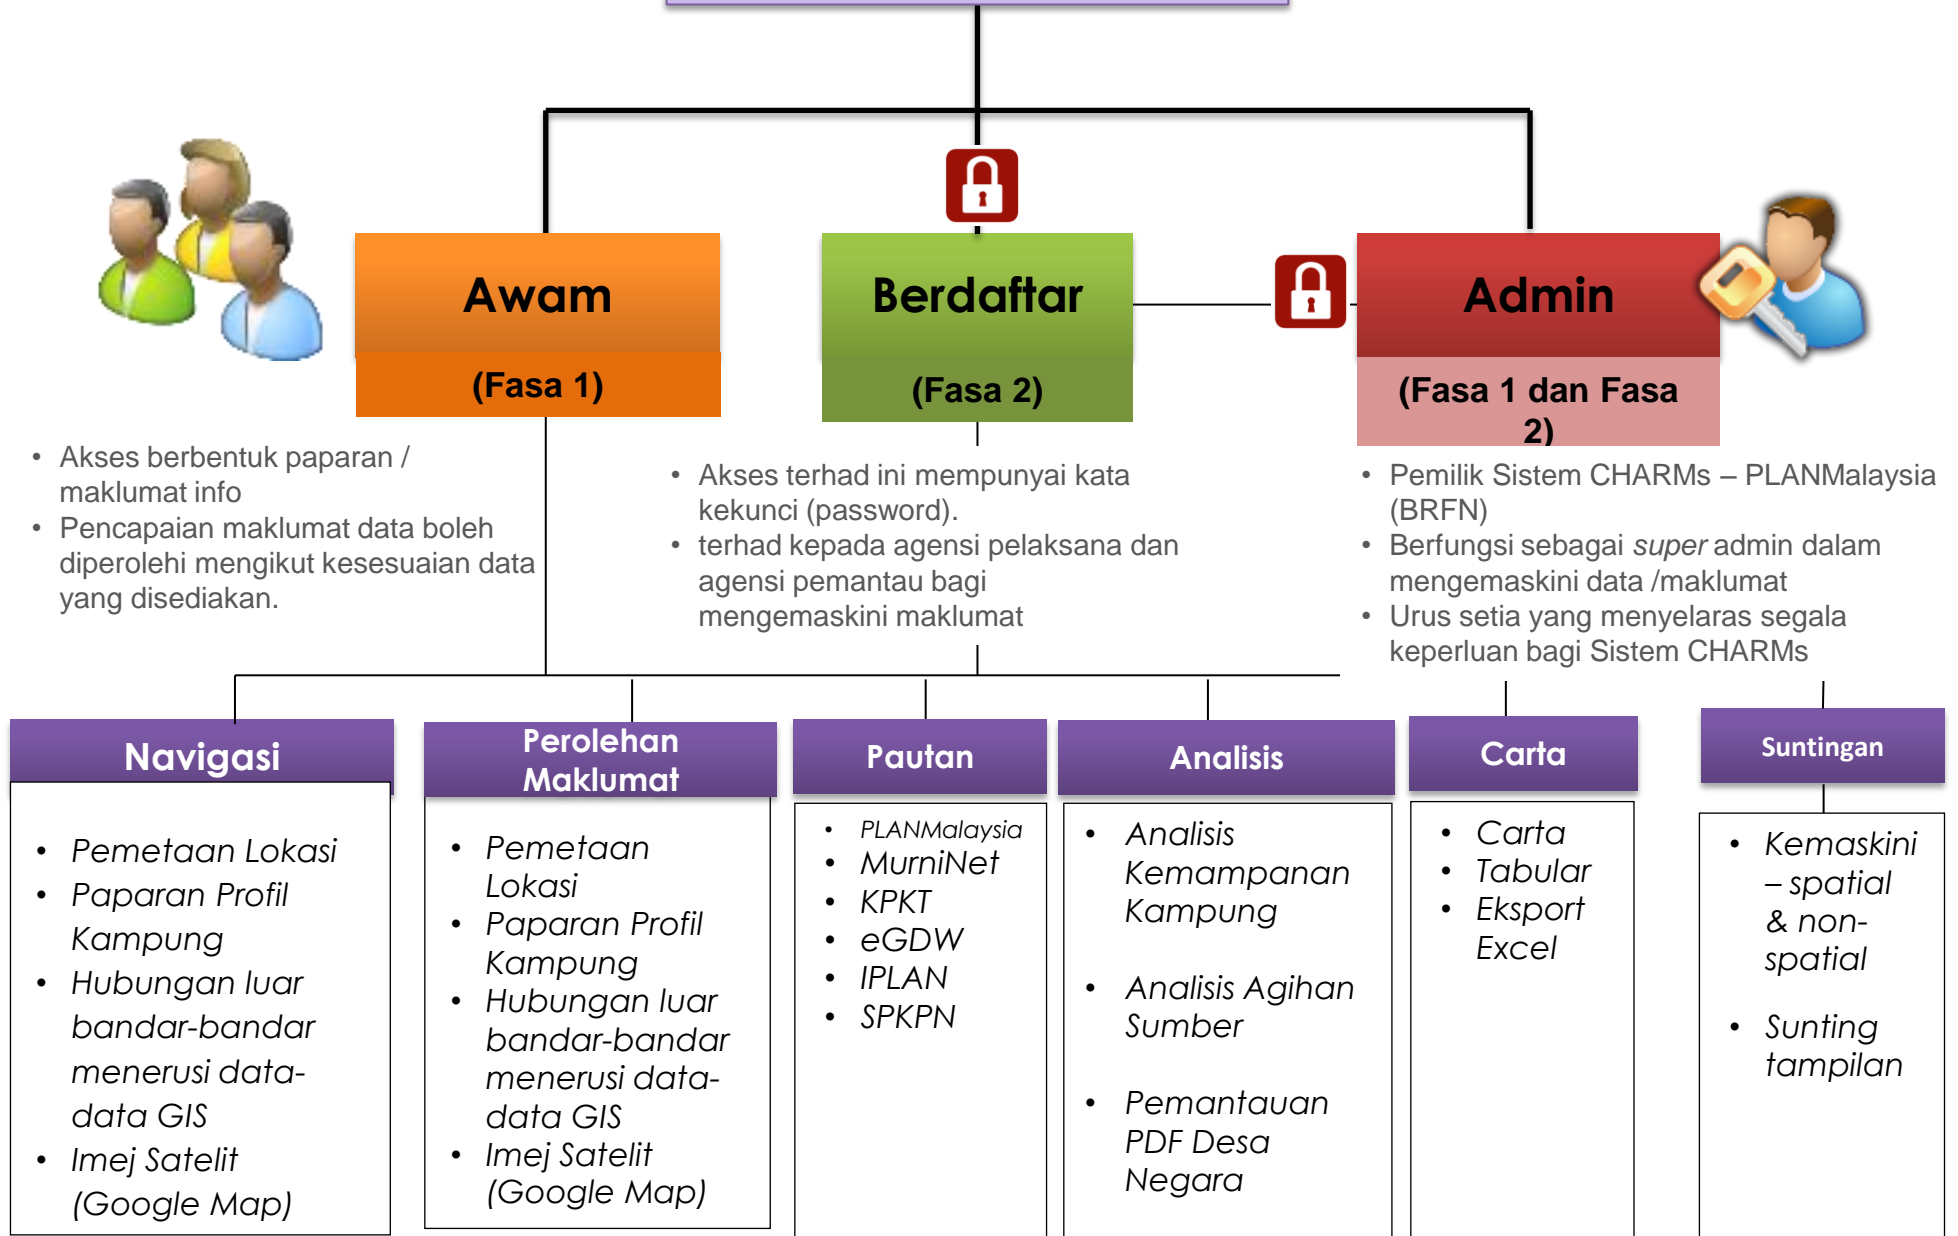 Awam
(Fasa 1)
Berdaftar
(Fasa 2)
Admin
(Fasa 1 dan Fasa
2)
• Akses berbentuk paparan /
maklumat info
• Pencapaian maklumat data boleh
diperolehi mengikut kesesuaian data
yang disediakan.
• Akses terhad ini mempunyai kata
kekunci (password).
• terhad kepada agensi pelaksana dan
agensi pemantau bagi
mengemaskini maklumat
• Pemilik Sistem CHARMs – PLANMalaysia
(BRFN)
• Berfungsi sebagai super admin dalam
mengemaskini data /maklumat
• Urus setia yang menyelaras segala
keperluan bagi Sistem CHARMs
Navigasi
• Pemetaan Lokasi
• Paparan Profil
Kampung
• Hubungan luar
bandar-bandar
menerusi data-
data GIS
• Imej Satelit
(Google Map)
Perolehan
Maklumat
• Pemetaan
Lokasi
• Paparan Profil
Kampung
• Hubungan luar
bandar-bandar
menerusi data-
data GIS
• Imej Satelit
(Google Map)
Pautan
• PLANMalaysia
• MurniNet
• KPKT
• eGDW
• IPLAN
• SPKPN
Analisis
• Analisis
Kemampanan
Kampung
• Analisis Agihan
Sumber
• Pemantauan
PDF Desa
Negara
Carta
• Carta
• Tabular
• Eksport
Excel
Suntingan
• Kemaskini
– spatial
& non-
spatial
• Sunting
tampilan